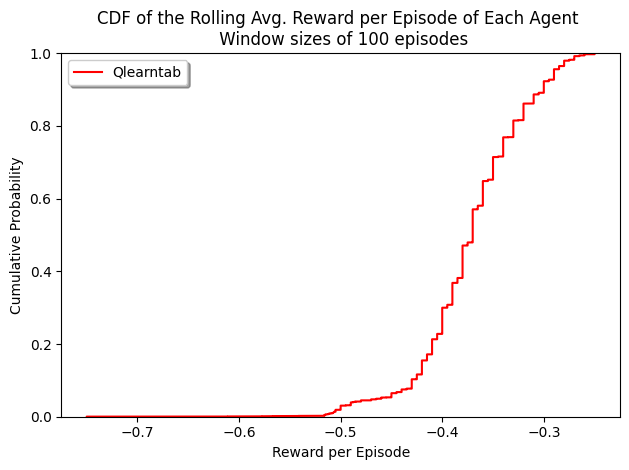 CDF of the Rolling Avg. Reward per Episode of Each Agent
Window sizes of 100 episodes
Qlearntab
Cumulative Probability
1.0
0.8
0.6
0.4
0.2
0.0
−0.7 −0.6 −0.5 −0.4 −0.3
Reward per Episode